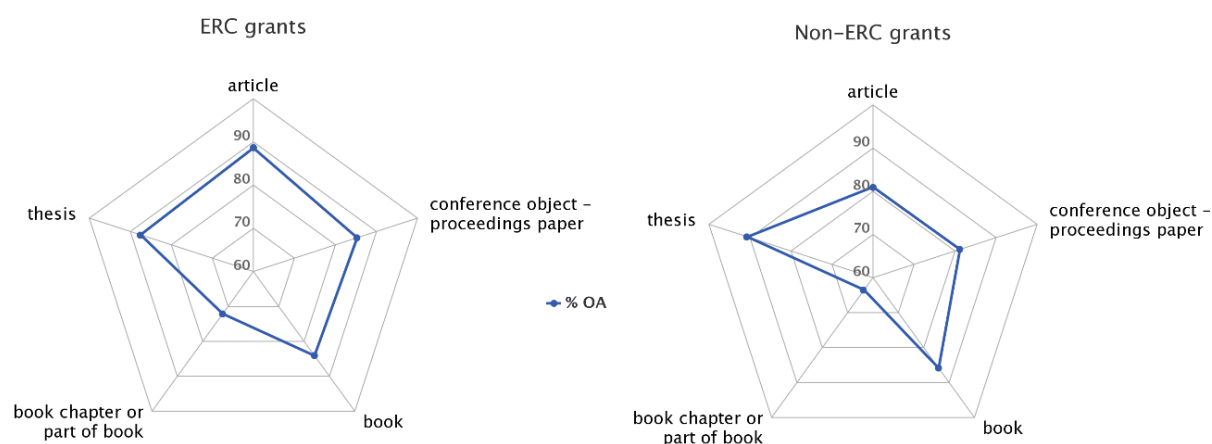 ERC grants
article
90
80
70
60
thesis
conference object –
proceedings paper
book chapter or
part of book
book
% OA
Non-ERC grants
article
90
80
70
60
thesis
conference object –
proceedings paper
book chapter or
part of book
book